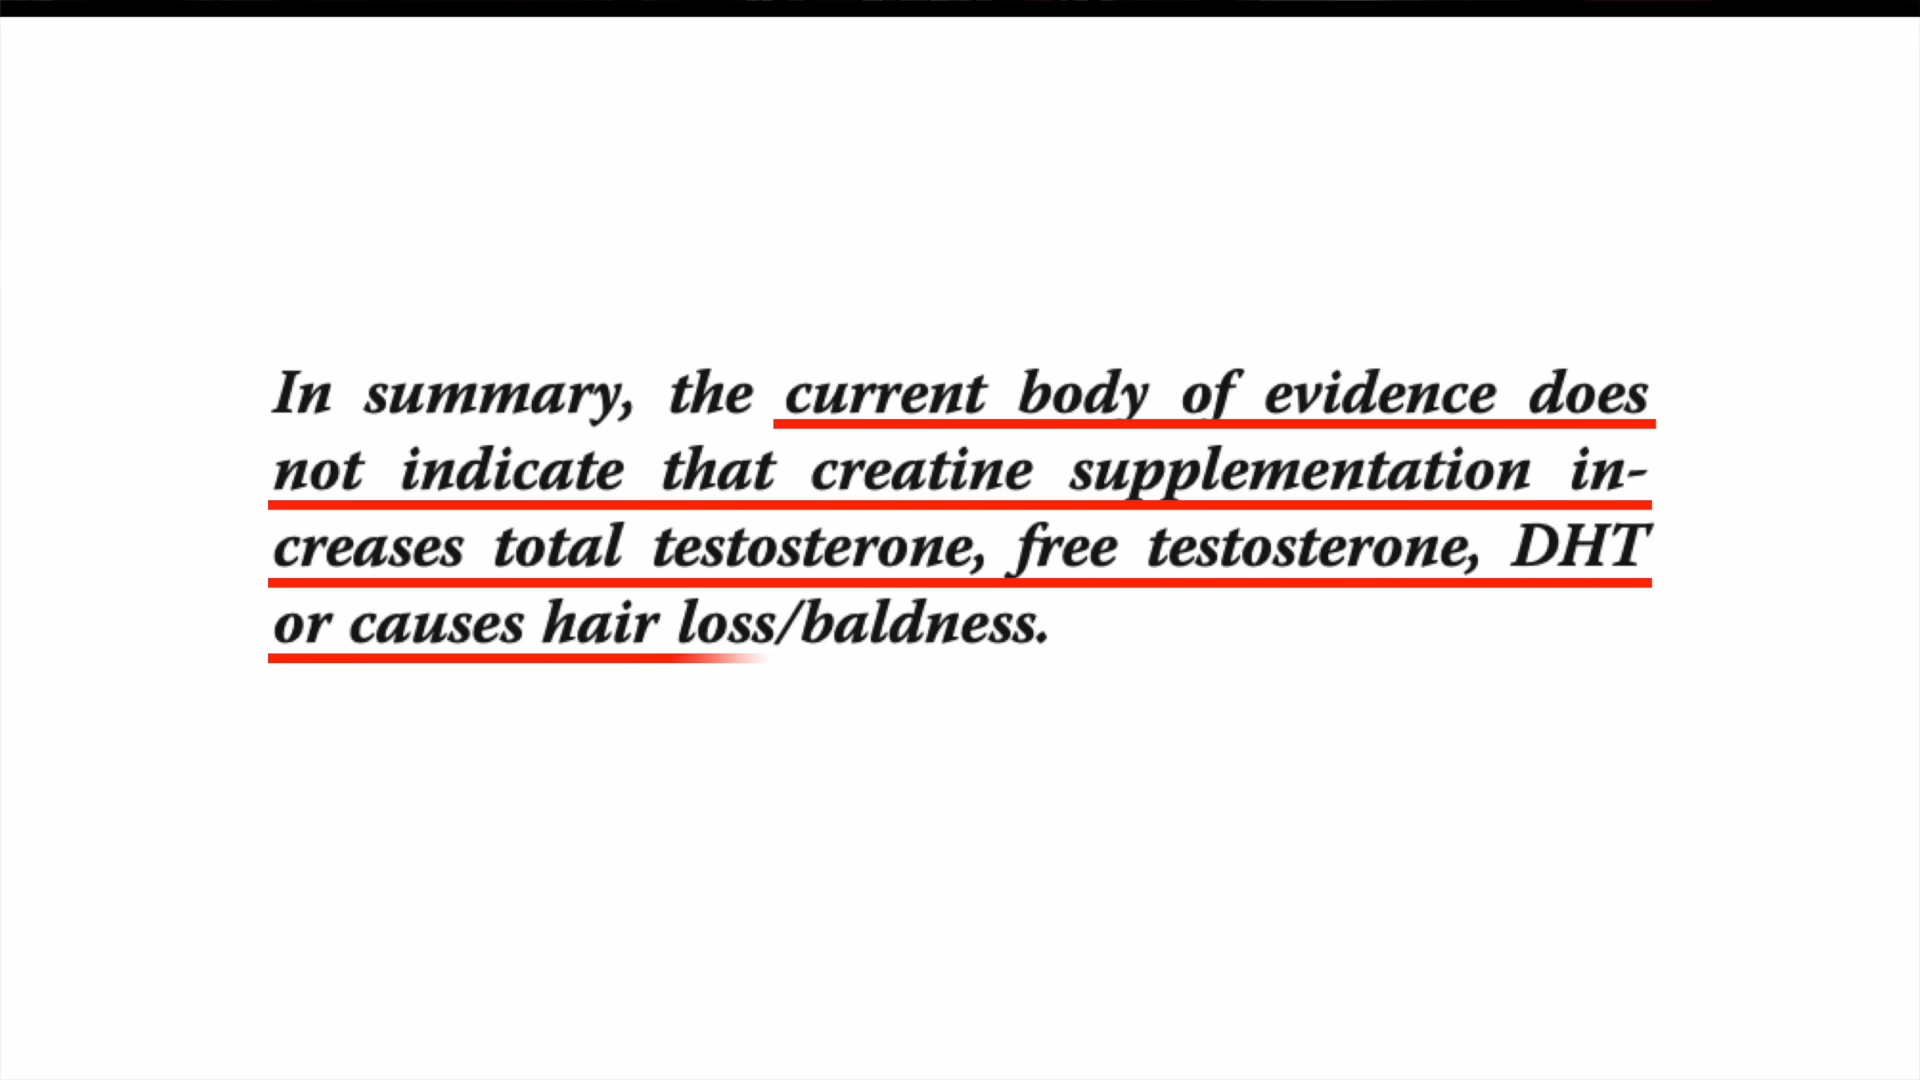 In summary, the current body of evidence does
not indicate that creatine supplementation in-
creases total testosterone, free testosterone, DHT
or causes hair loss/baldness.